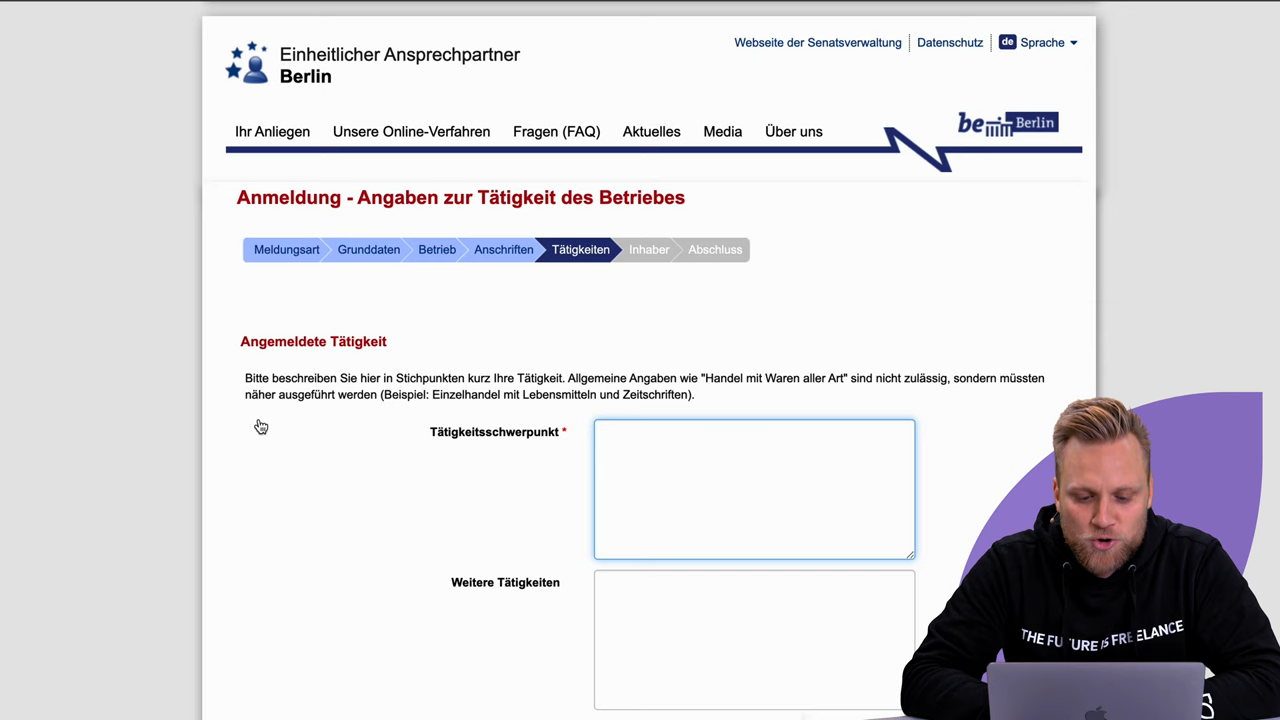 Einheitlicher Ansprechpartner
Berlin
Webseite der Senatsverwaltung
Datenschutz
de Sprache
Ihr Anliegen Unsere Online-Verfahren Fragen (FAQ) Aktuelles Media Über uns
be Berlin
Anmeldung - Angaben zur Tätigkeit des Betriebes
Meldungsart Grunddaten Betrieb Anschriften Tätigkeiten Inhaber Abschluss
Angemeldete Tätigkeit
Bitte beschreiben Sie hier in Stichpunkten kurz Ihre Tätigkeit. Allgemeine Angaben wie "Handel mit Waren aller Art" sind nicht zulässig, sondern müssten
näher ausgeführt werden (Beispiel: Einzelhandel mit Lebensmitteln und Zeitschriften).
Tätigkeitsschwerpunkt *
Weitere Tätigkeiten
THE FUTURE IS FREELANCE